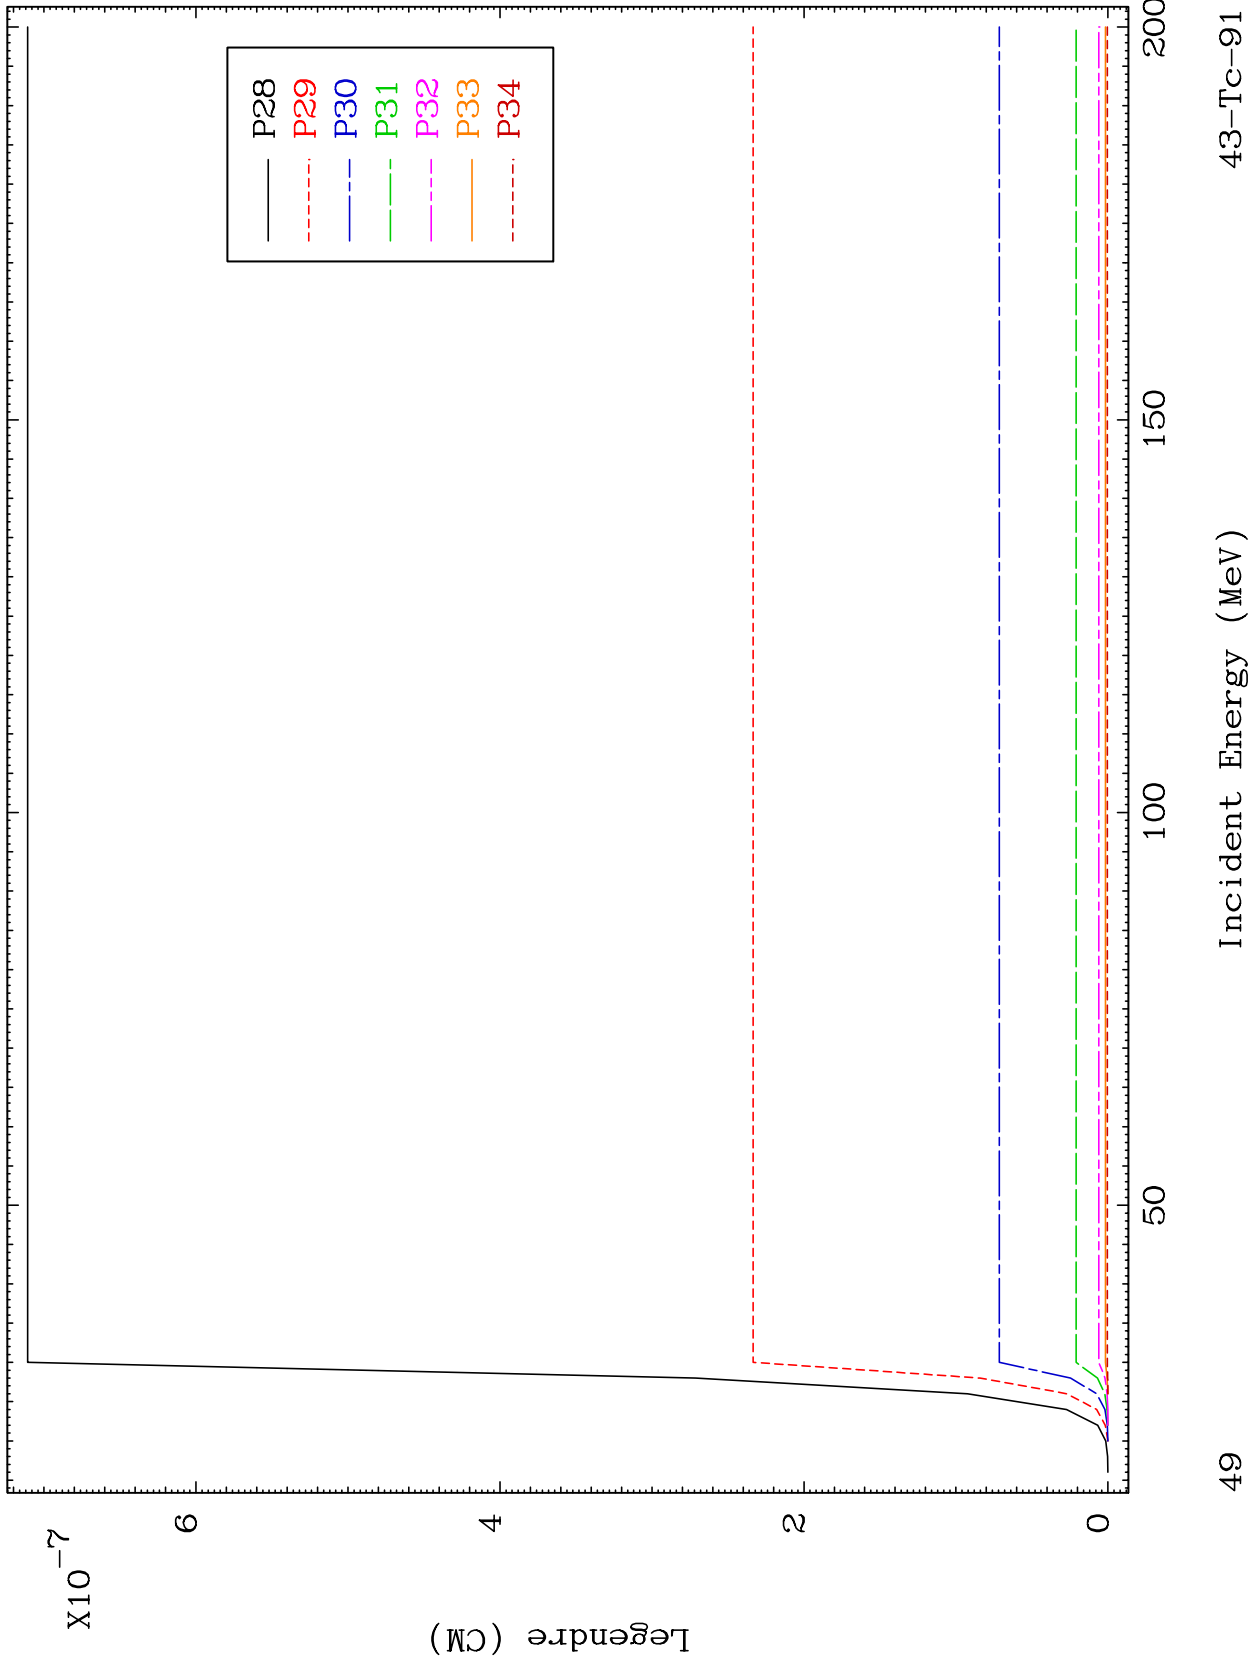 X10-7
6
4
2
0
Legendre (CM)
P28
P29
P30
P31
P32
P33
P34
50
100
150
200
49
Incident Energy (MeV)
43-Tc-91